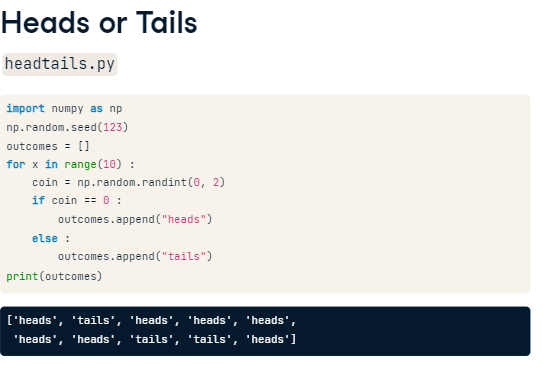 Heads or Tails
headtails.py
import numpy as np
np.random.seed(123)
outcomes = []
for x in range(10) :
    coin = np.random.randint(0, 2)
    if coin == 0 :
        outcomes.append("heads")
    else :
        outcomes.append("tails")
print(outcomes)
['heads', 'tails', 'heads', 'heads', 'heads',
 'heads', 'heads', 'tails', 'tails', 'heads']